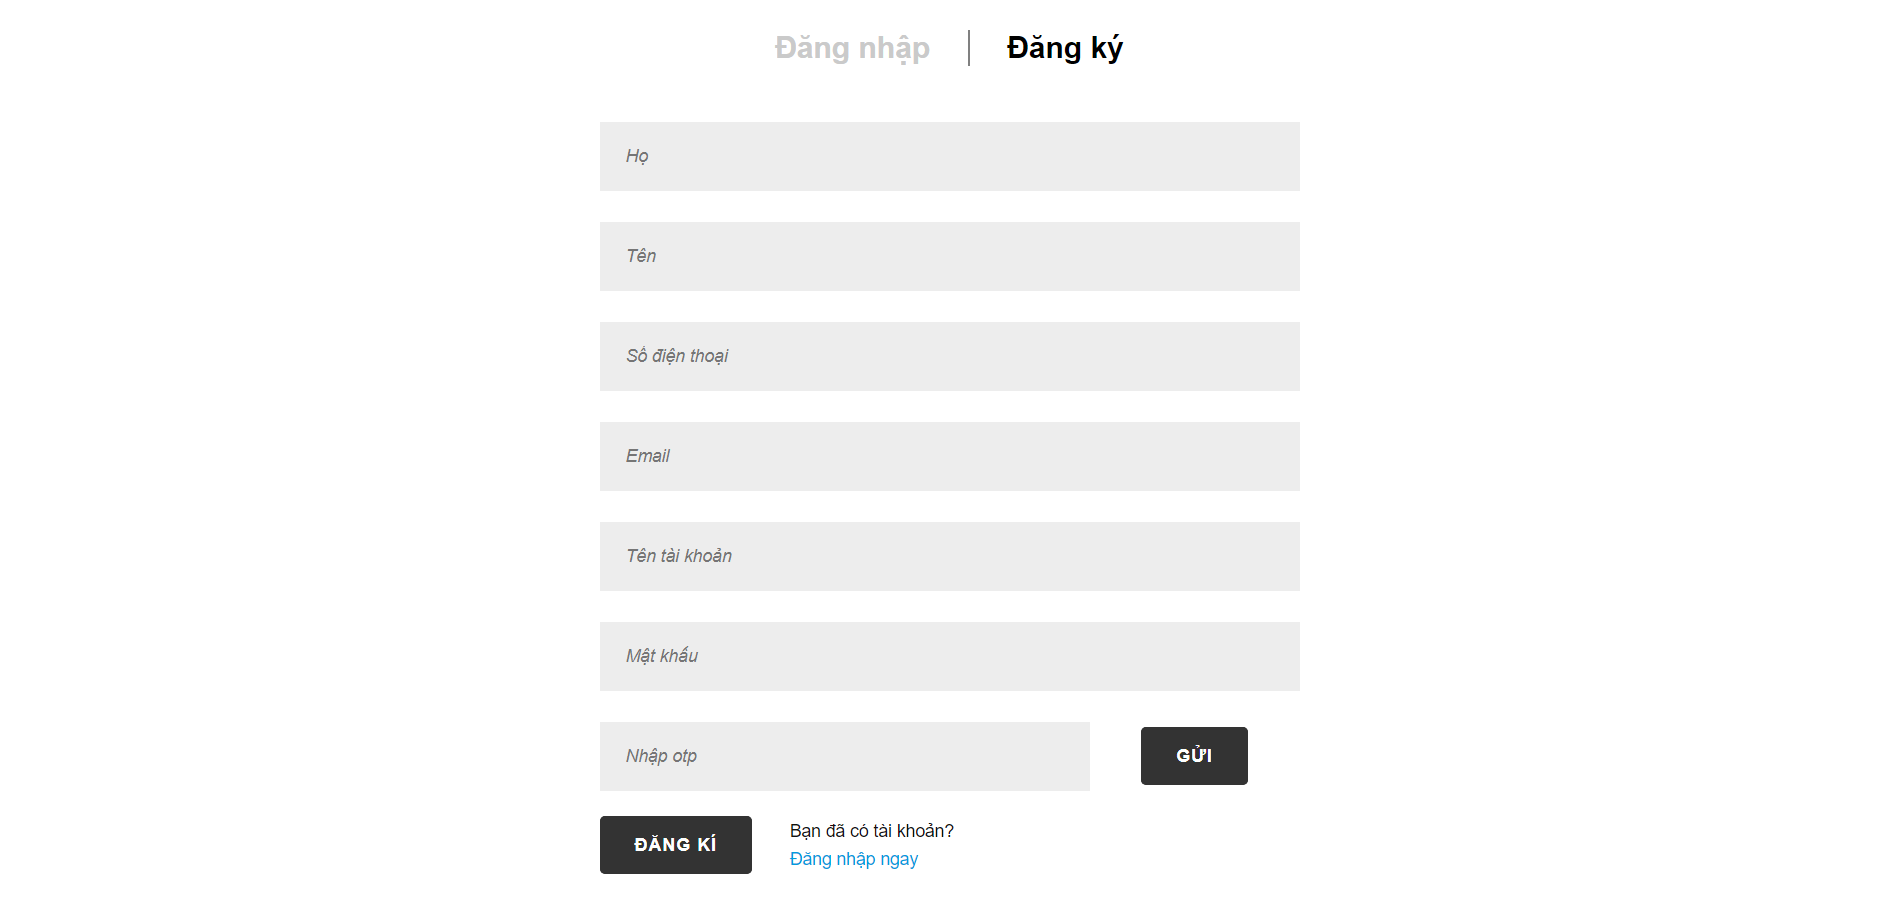 Đăng nhập
Đăng ký
Họ
Tên
Số điện thoại
Email
Tên tài khoản
Mật khẩu
Nhập otp
GỬI
ĐĂNG KÍ
Bạn đã có tài khoản?
Đăng nhập ngay